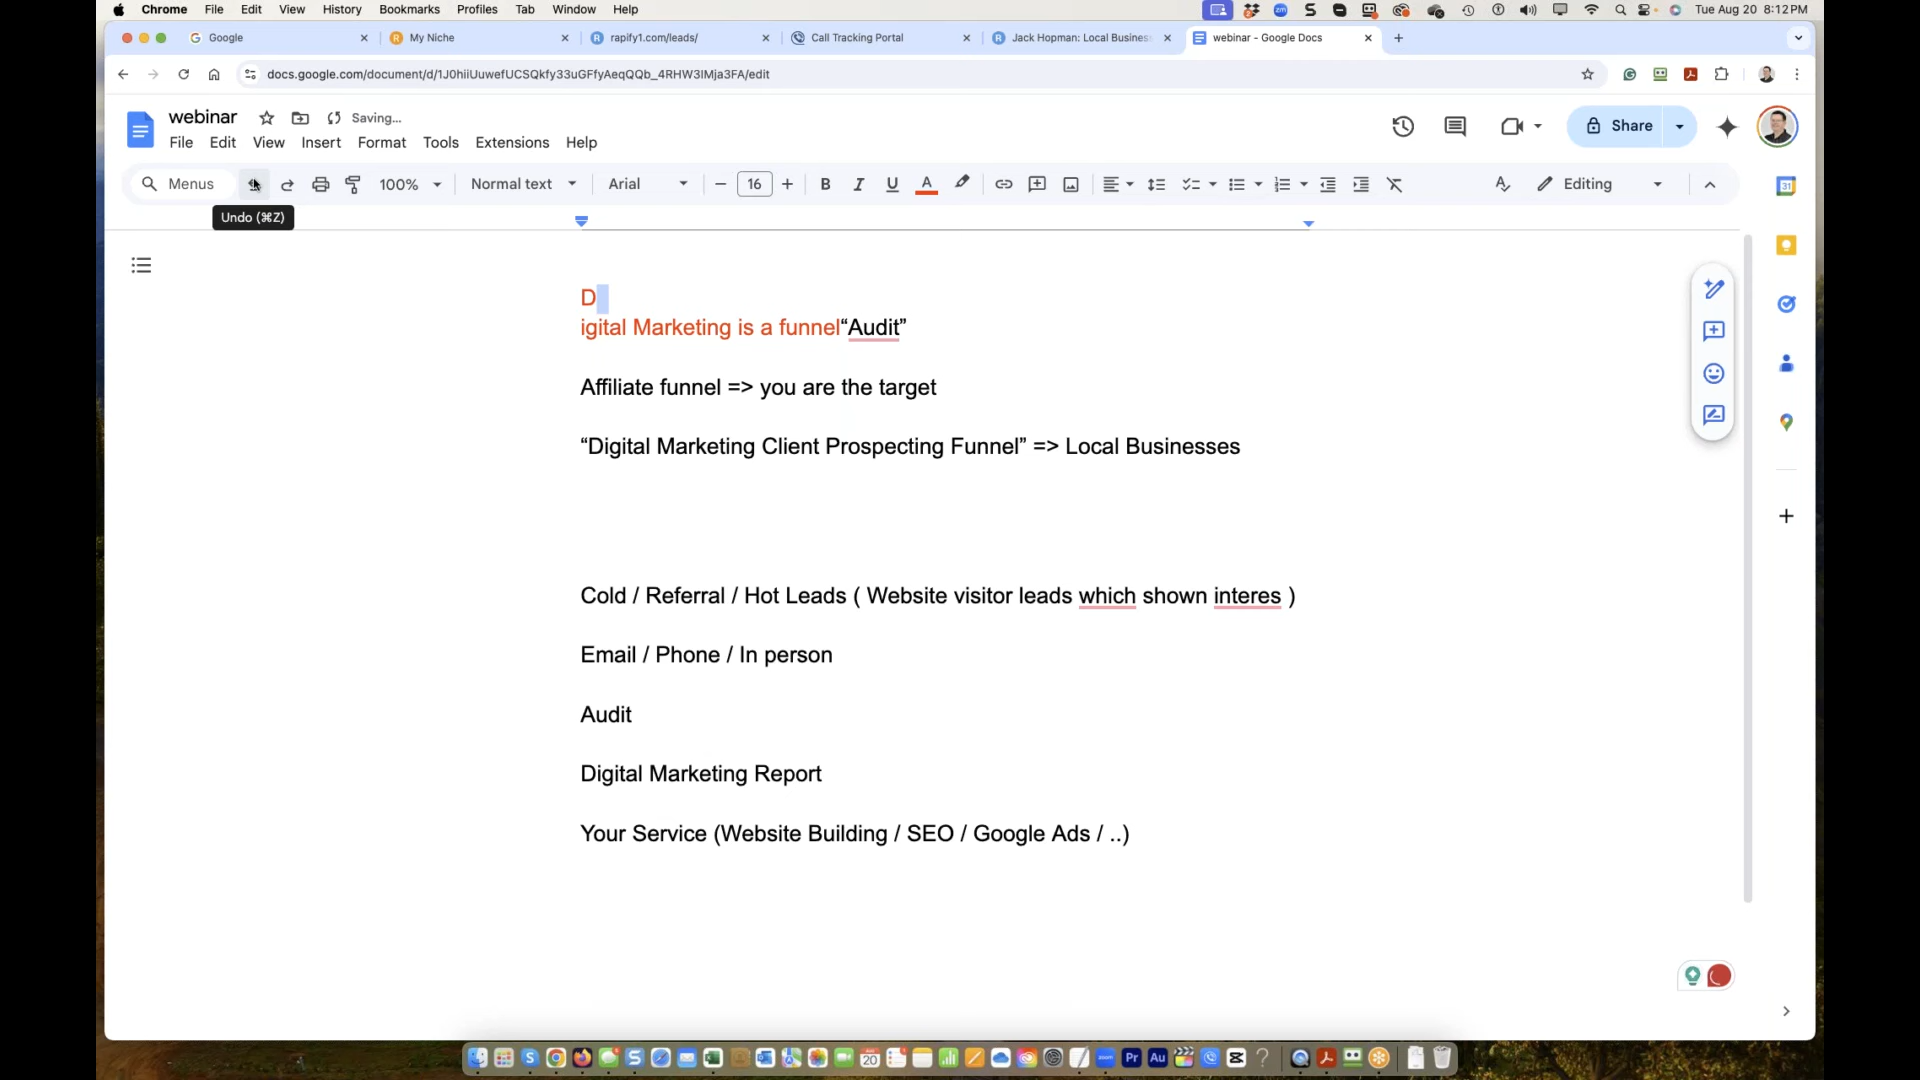 Chrome File Edit View History Bookmarks Profiles Tab Window Help Tue Aug 20 8:12 PM
Google My Niche rapify1.com/leads/ Call Tracking Portal Jack Hopman: Local Busines webinar - Google Docs
docs.google.com/document/d/1J0hiiUuwefUCSQkfy33uGFfyAeqQQb_4RHW3lMja3FA/edit
webinar Saving...
File Edit View Insert Format Tools Extensions Help
Share
Menus 100% Normal text Arial 16 Editing
Undo (⌘Z)
D
igital Marketing is a funnel“Audit”
Affiliate funnel => you are the target
“Digital Marketing Client Prospecting Funnel” => Local Businesses
Cold / Referral / Hot Leads ( Website visitor leads which shown interes )
Email / Phone / In person
Audit
Digital Marketing Report
Your Service (Website Building / SEO / Google Ads / ..)